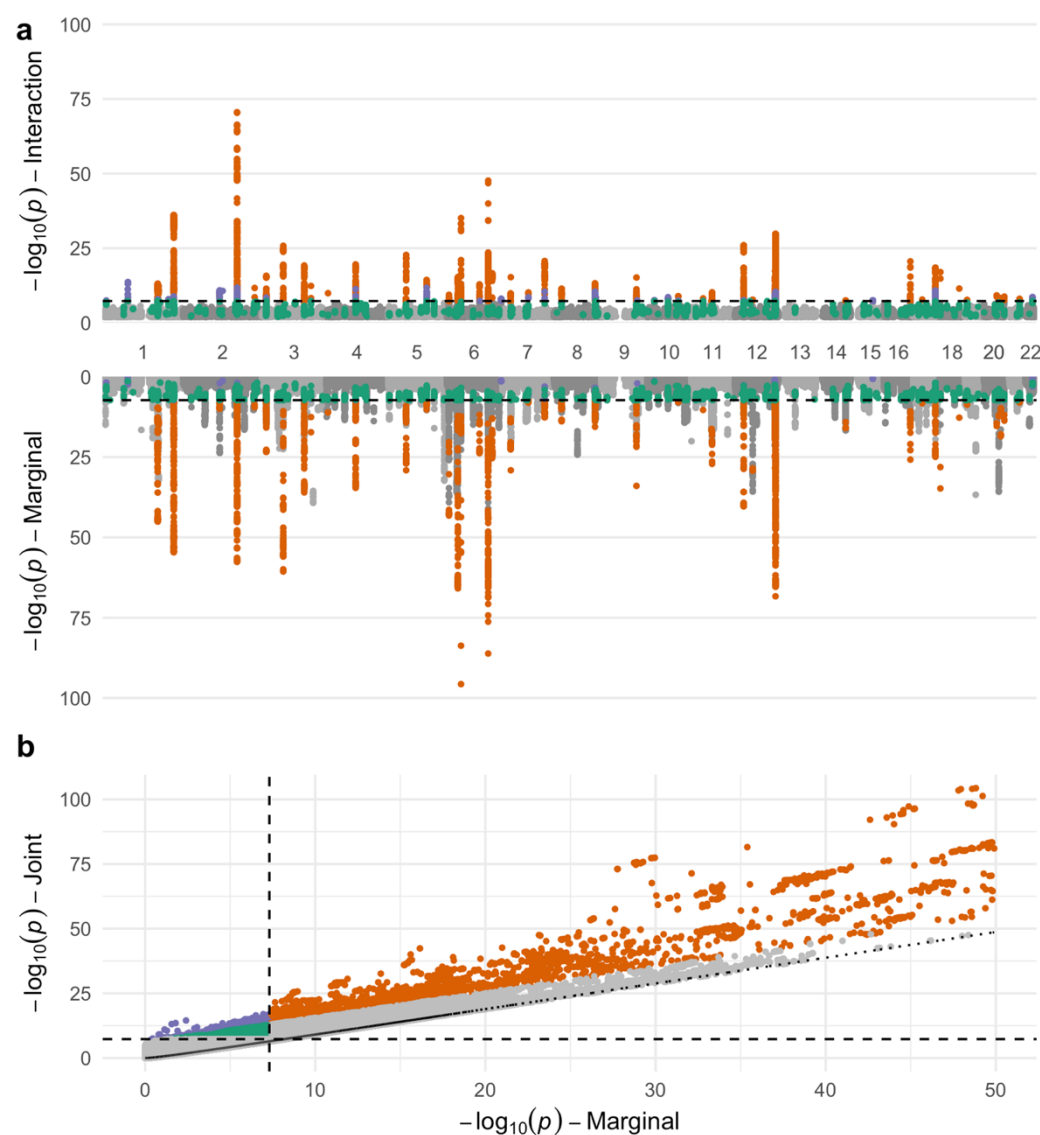 a
−log10(p) − Interaction
100
75
50
25
0
1 2 3 4 5 6 7 8 9 10 11 12 13 14 15 16 18 20 22
−log10(p) − Marginal
0
25
50
75
100
b
−log10(p) − Joint
100
75
50
25
0
0 10 20 30 40 50
−log10(p) − Marginal